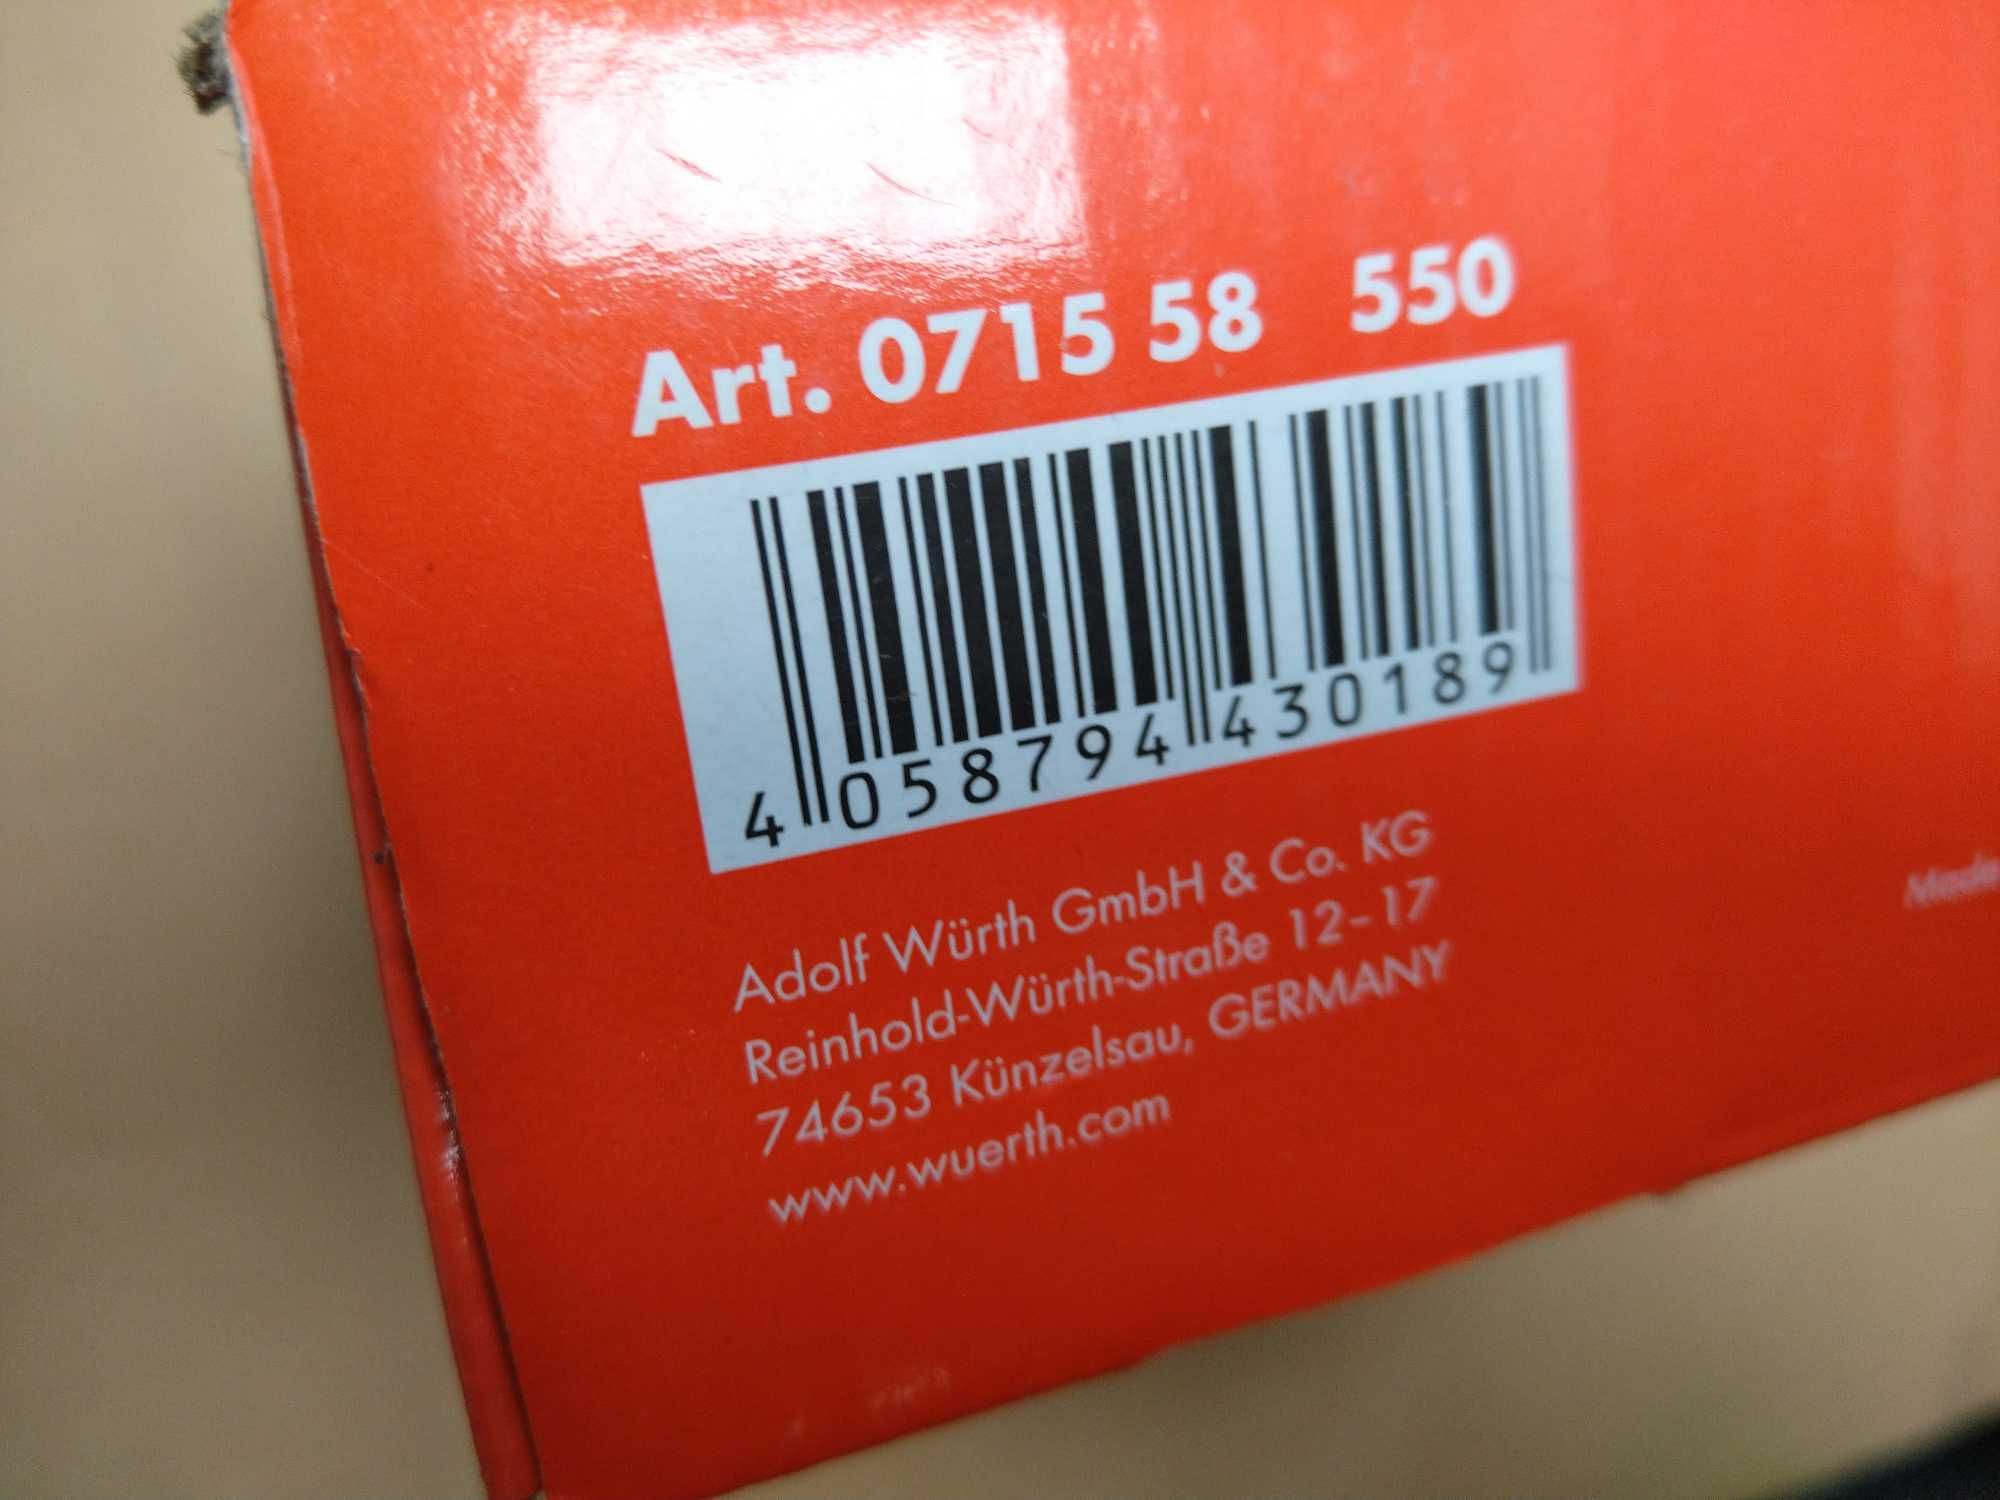 Art. 0715 58 550
4 058794 430189
Adolf Würth GmbH & Co. KG
Reinhold-Würth-Straße 12–17
74653 Künzelsau, GERMANY
www.wuerth.com
Made